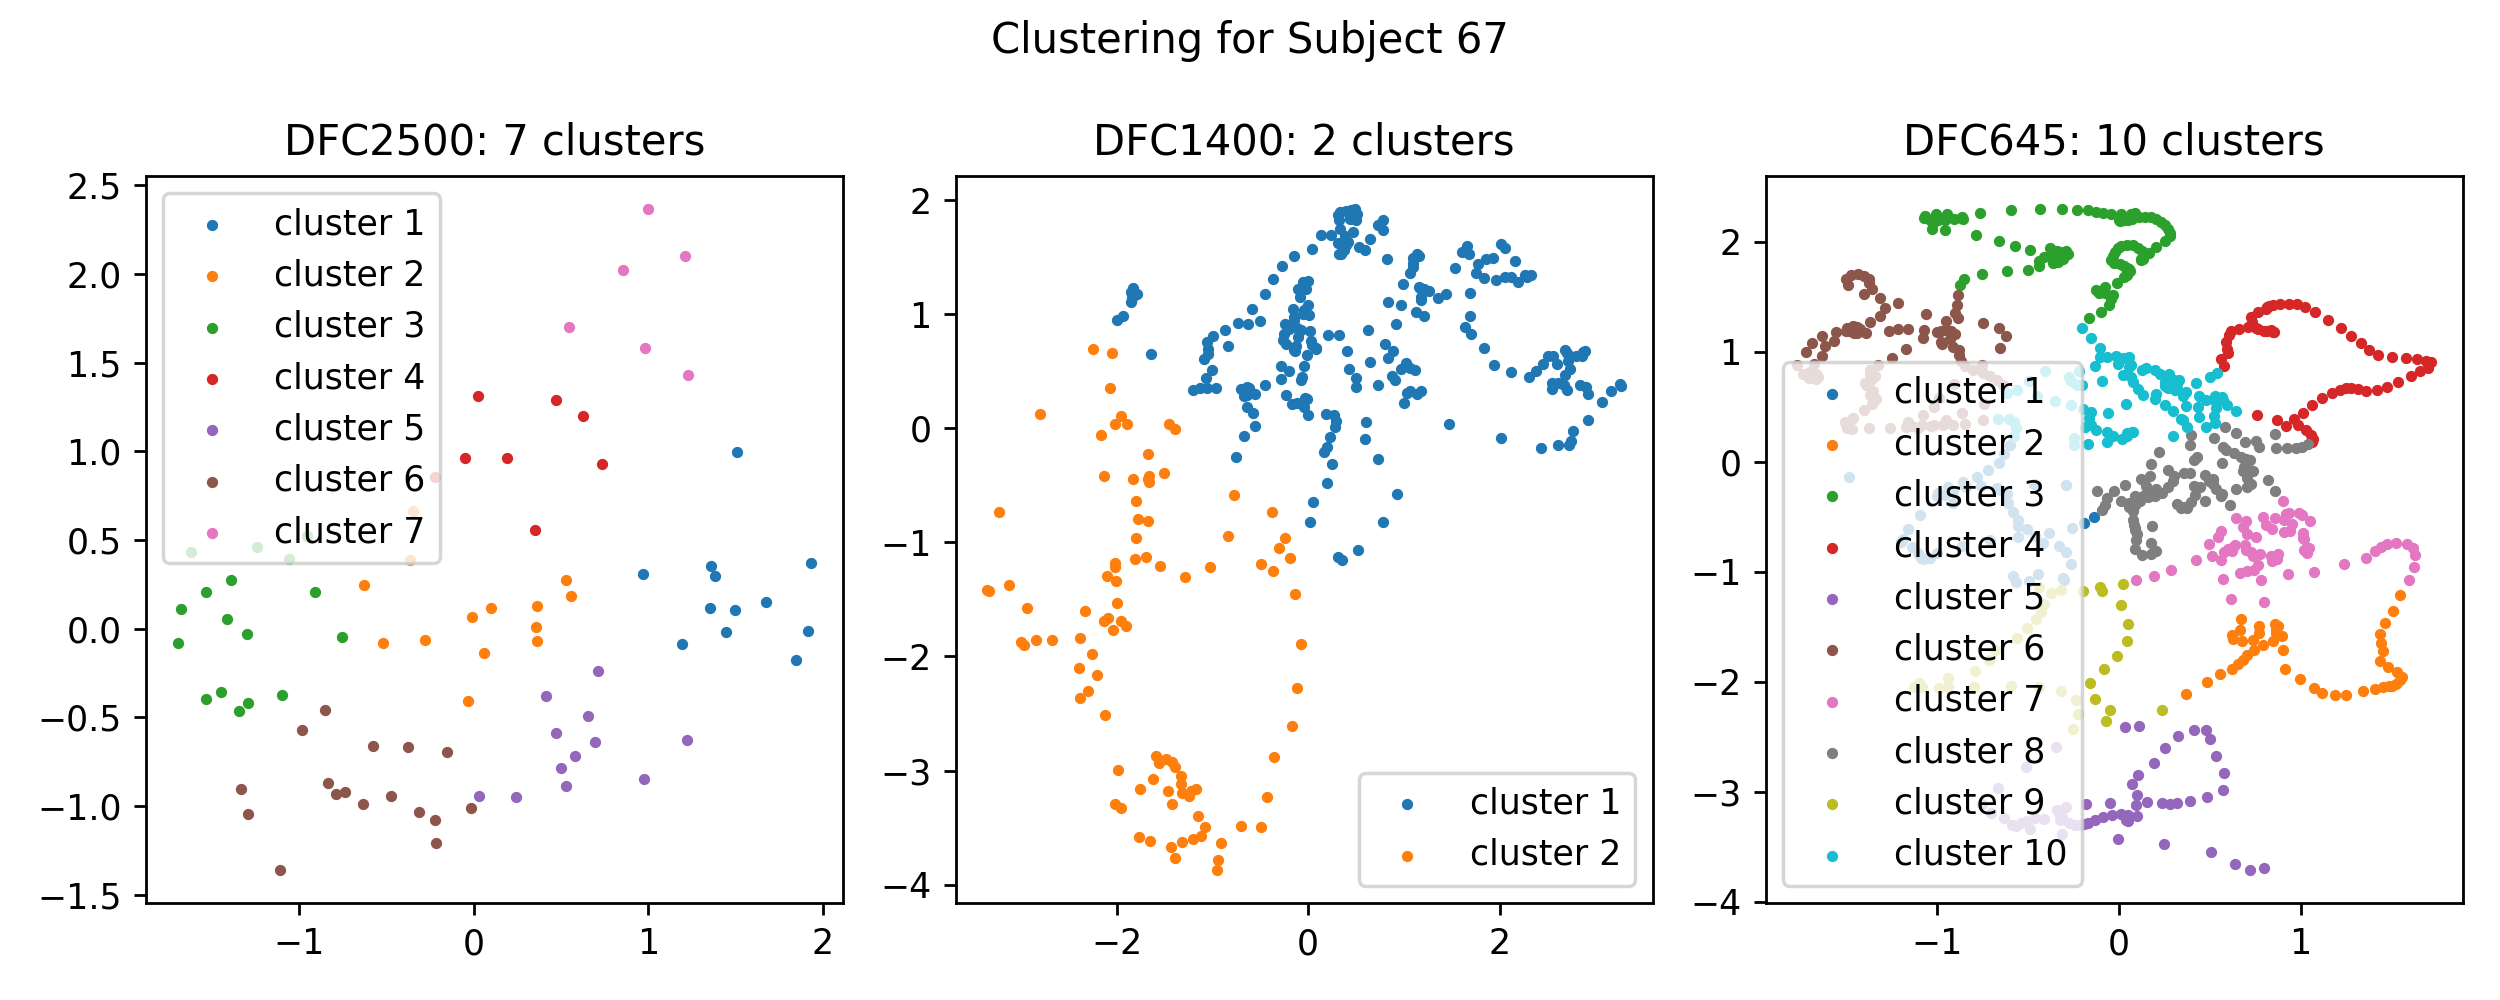 Clustering for Subject 67
DFC2500: 7 clusters
2.5
2.0
1.5
1.0
0.5
0.0
−0.5
−1.0
−1.5
−1
0
1
2
cluster 1
cluster 2
cluster 3
cluster 4
cluster 5
cluster 6
cluster 7
DFC1400: 2 clusters
2
1
0
−1
−2
−3
−4
−2
0
2
cluster 1
cluster 2
DFC645: 10 clusters
2
1
0
−1
−2
−3
−4
−1
0
1
cluster 1
cluster 2
cluster 3
cluster 4
cluster 5
cluster 6
cluster 7
cluster 8
cluster 9
cluster 10